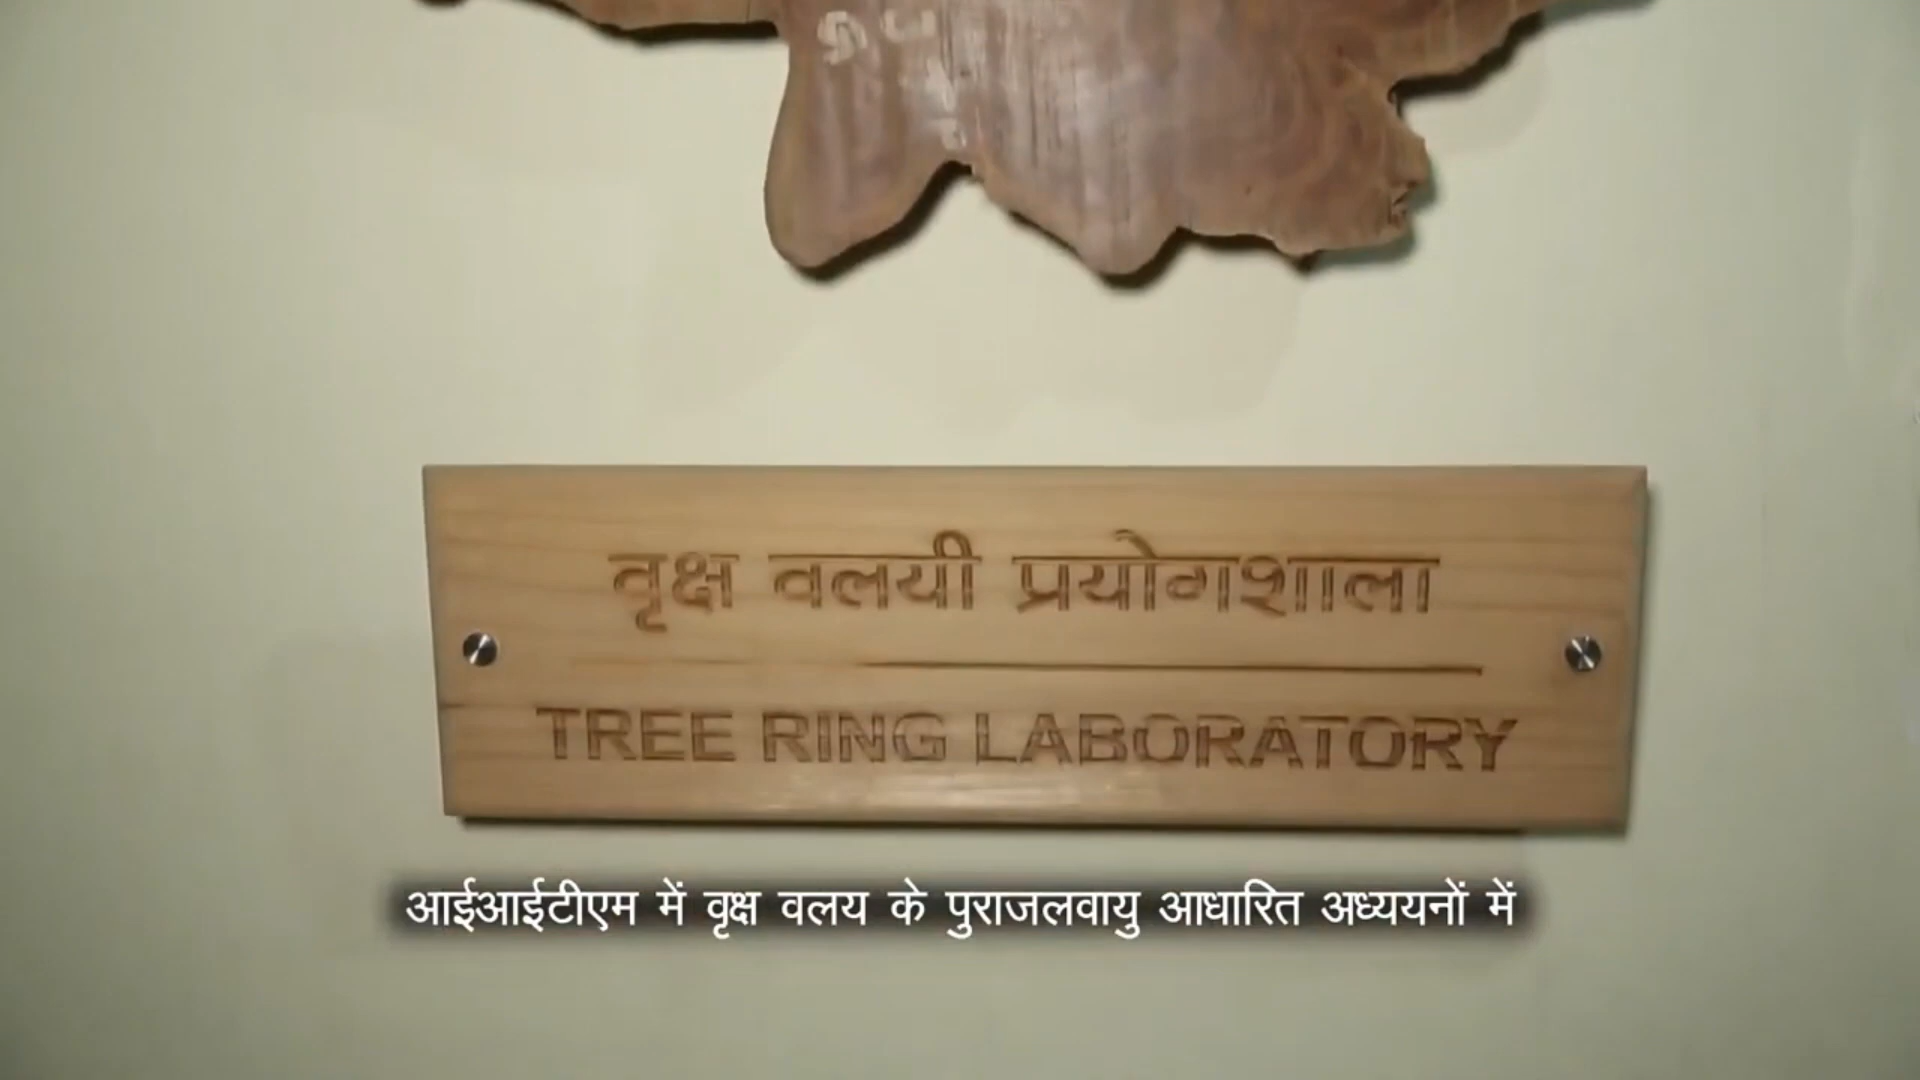 वृक्ष वलयी प्रयोगशाला
TREE RING LABORATORY
आईआईटीएम में वृक्ष वलय के पुराजलवायु आधारित अध्ययनों में